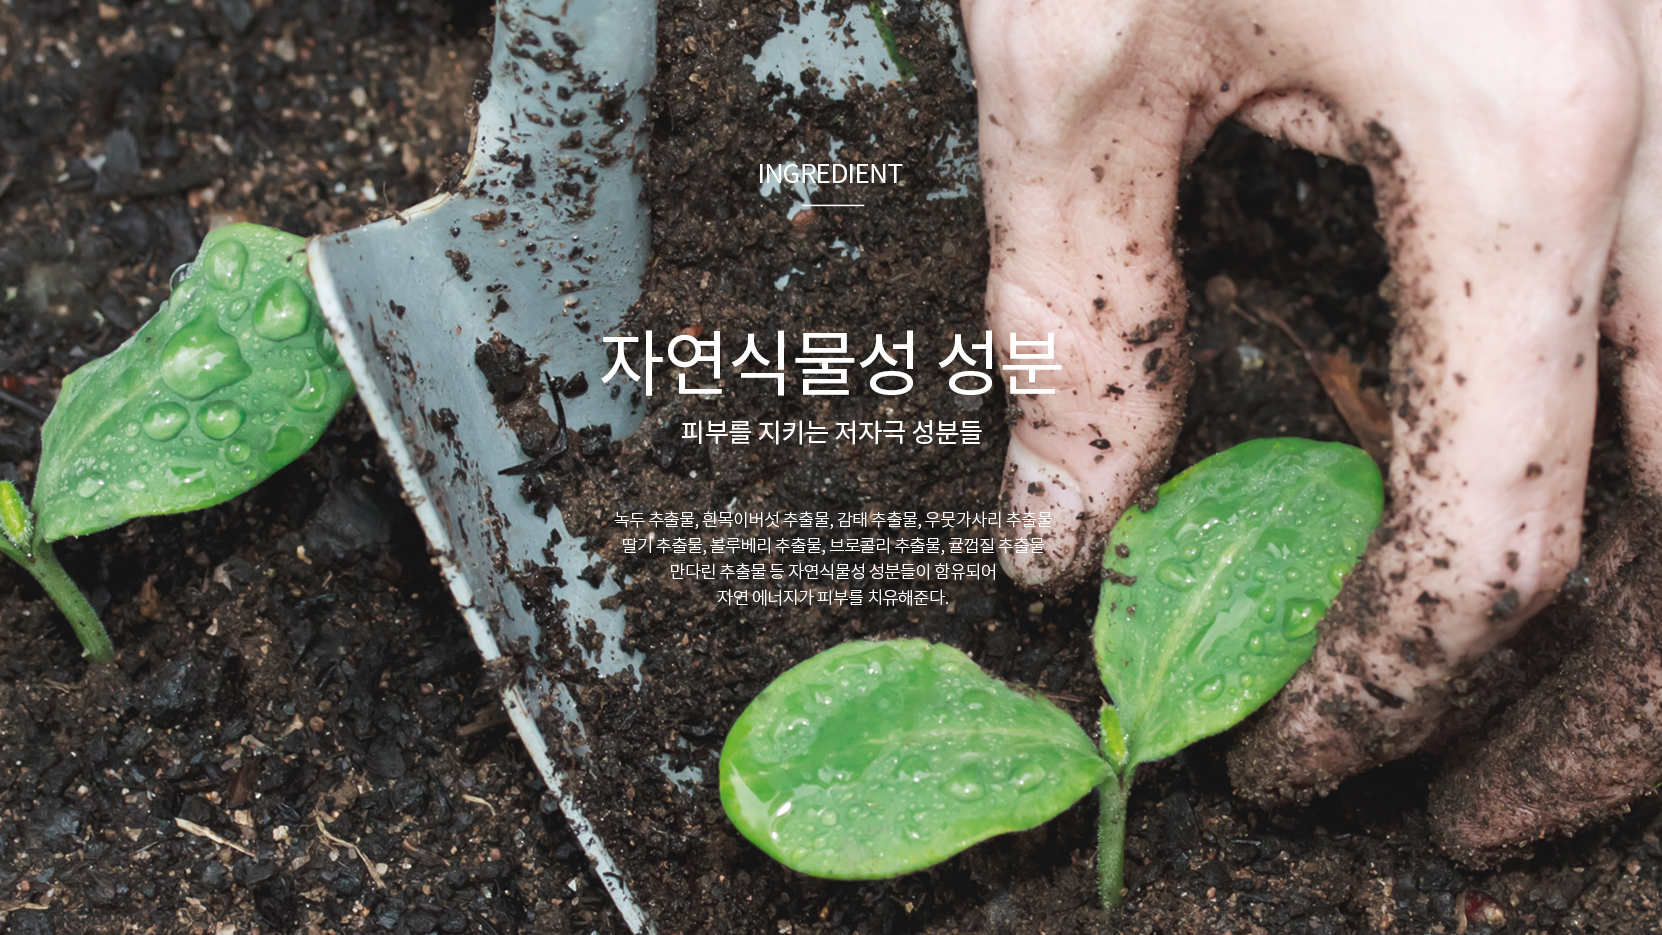 INGREDIENT
자연식물성 성분
피부를 지키는 저자극 성분들
녹두 추출물, 흰목이버섯 추출물, 감태 추출물, 우뭇가사리 추출물
딸기 추출물, 블루베리 추출물, 브로콜리 추출물, 귤껍질 추출물
만다린 추출물 등 자연식물성 성분들이 함유되어
자연 에너지가 피부를 치유해준다.